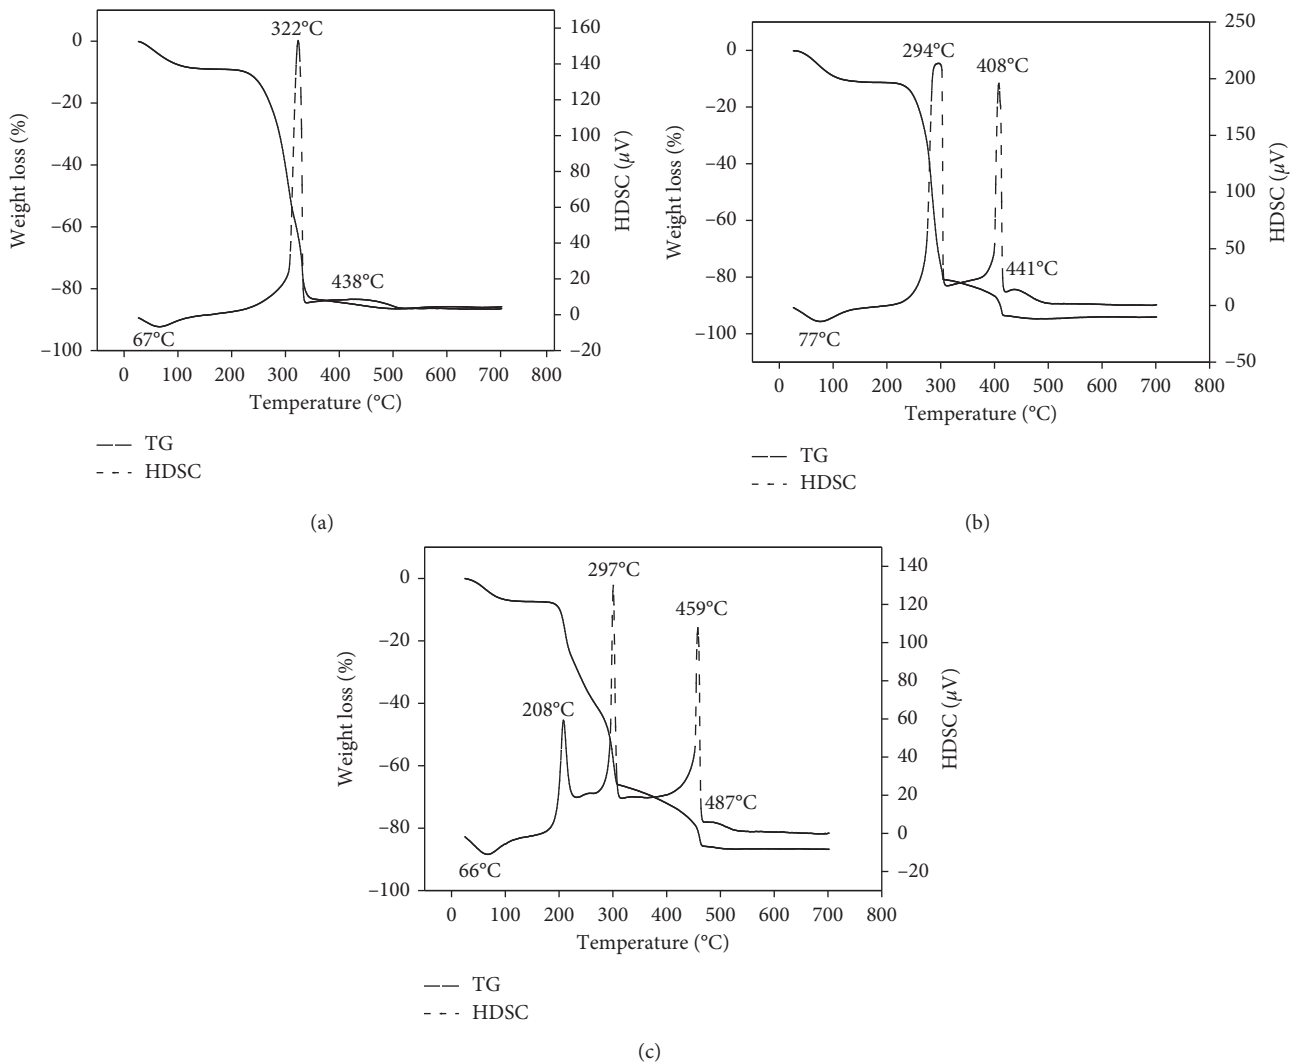 322°C
438°C
67°C
0
−20
−40
−60
−80
−100
Weight loss (%)
160
140
120
100
80
60
40
20
0
−20
HDSC (µV)
0 100 200 300 400 500 600 700 800
Temperature (°C)
TG
HDSC
(a)
294°C
408°C
441°C
77°C
0
−20
−40
−60
−80
−100
Weight loss (%)
250
200
150
100
50
0
−50
HDSC (µV)
0 100 200 300 400 500 600 700 800
Temperature (°C)
TG
HDSC
(b)
297°C
459°C
208°C
487°C
66°C
0
−20
−40
−60
−80
−100
Weight loss (%)
140
120
100
80
60
40
20
0
−20
HDSC (µV)
0 100 200 300 400 500 600 700 800
Temperature (°C)
TG
HDSC
(c)